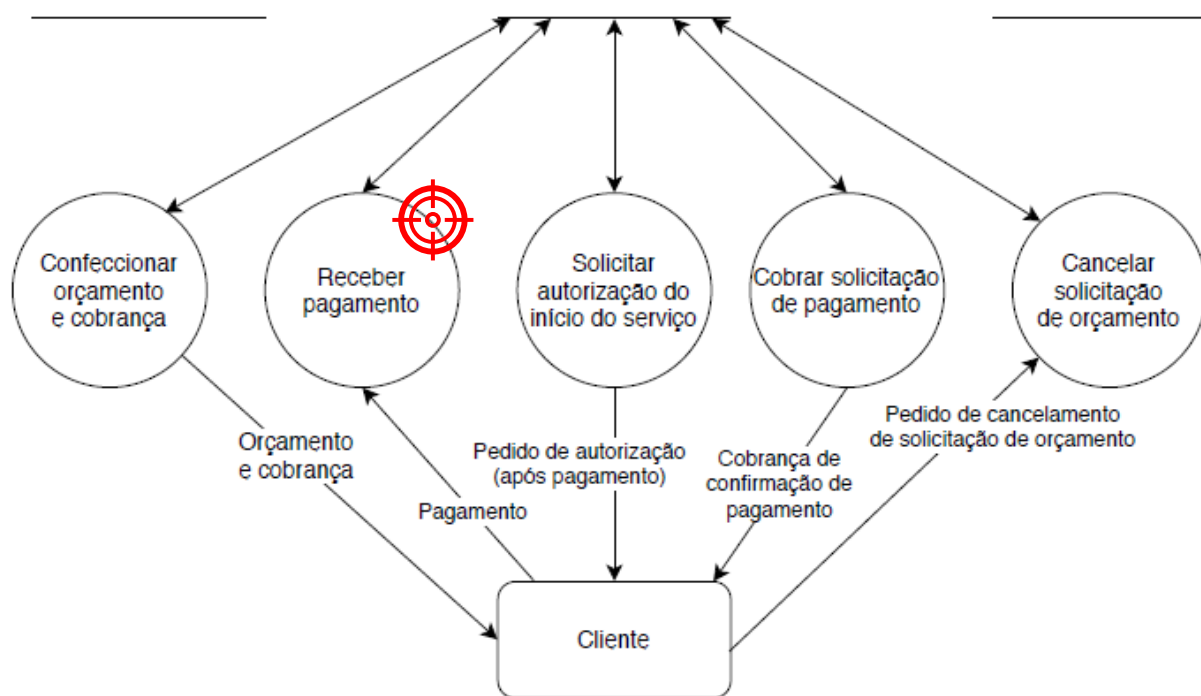 Confeccionar
orçamento
e cobrança
Receber
pagamento
Solicitar
autorização do
início do serviço
Cobrar solicitação
de pagamento
Cancelar
solicitação
de orçamento
Orçamento
e cobrança
Pagamento
Pedido de autorização
(após pagamento)
Cobrança de
confirmação de
pagamento
Pedido de cancelamento
de solicitação de orçamento
Cliente